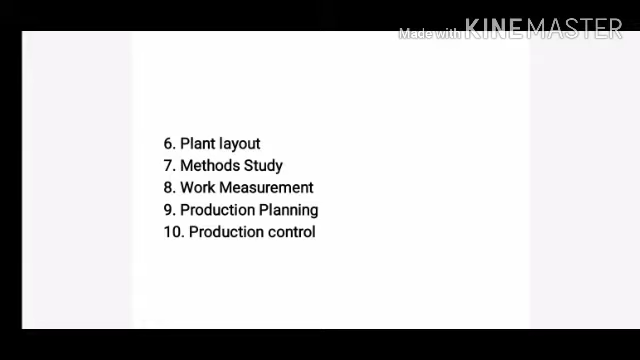 Made with KINEMASTER
6. Plant layout
7. Methods Study
8. Work Measurement
9. Production Planning
10. Production control